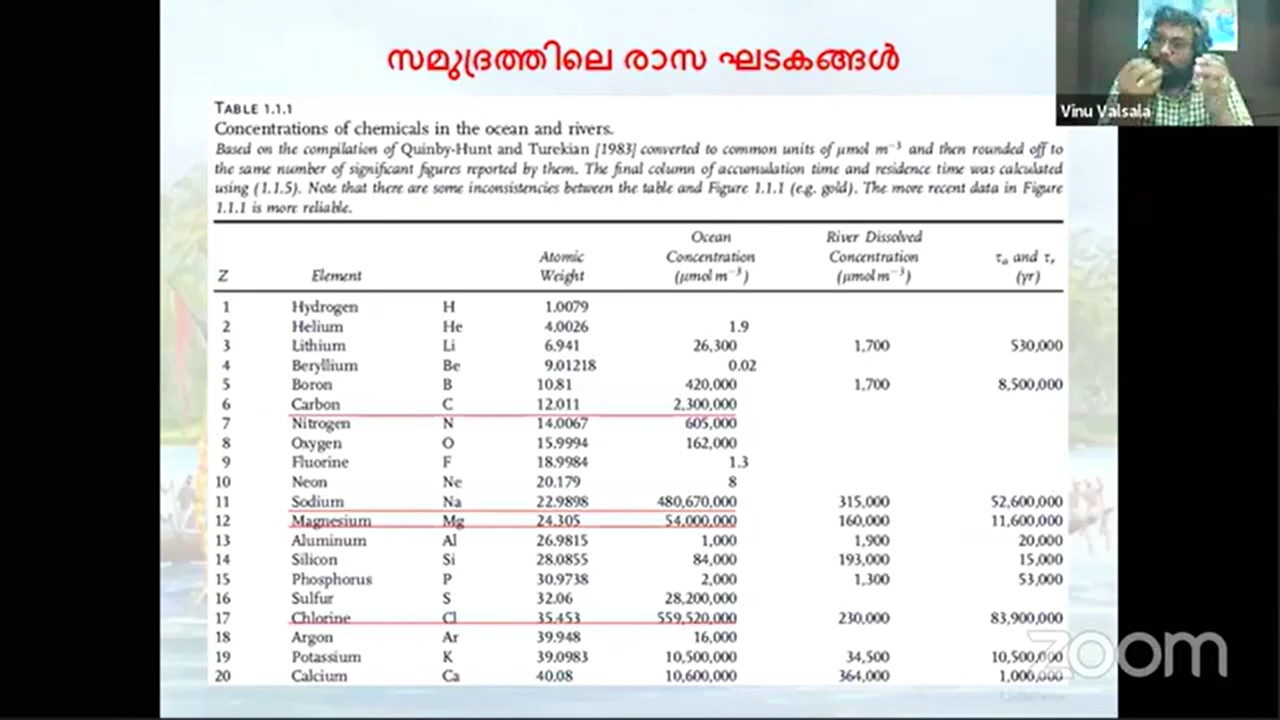 സമുദ്രത്തിലെ രാസ ഘടകങ്ങൾ
Vinu Valsala
TABLE 1.1.1
Concentrations of chemicals in the ocean and rivers.
Based on the compilation of Quinby-Hunt and Turekian [1983] converted to common units of μmol m⁻³ and then rounded off to
the same number of significant figures reported by them. The final column of accumulation time and residence time was calculated
using (1.1.5). Note that there are some inconsistencies between the table and Figure 1.1.1 (e.g. gold). The more recent data in Figure
1.1.1 is more reliable.
Ocean River Dissolved
Atomic Concentration Concentration τa and τr
Z Element Weight (μmol m⁻³) (μmol m⁻³) (yr)
1 Hydrogen H 1.0079
2 Helium He 4.0026 1.9
3 Lithium Li 6.941 26,300 1,700 530,000
4 Beryllium Be 9.01218 0.02
5 Boron B 10.81 420,000 1,700 8,500,000
6 Carbon C 12.011 2,300,000
7 Nitrogen N 14.0067 605,000
8 Oxygen O 15.9994 162,000
9 Fluorine F 18.9984 1.3
10 Neon Ne 20.179 8
11 Sodium Na 22.9898 480,670,000 315,000 52,600,000
12 Magnesium Mg 24.305 54,000,000 160,000 11,600,000
13 Aluminum Al 26.9815 1,000 1,900 20,000
14 Silicon Si 28.0855 84,000 193,000 15,000
15 Phosphorus P 30.9738 2,000 1,300 53,000
16 Sulfur S 32.06 28,200,000
17 Chlorine Cl 35.453 559,520,000 230,000 83,900,000
18 Argon Ar 39.948 16,000
19 Potassium K 39.0983 10,500,000 34,500 10,500,000
20 Calcium Ca 40.08 10,600,000 364,000 1,000,000
zoom